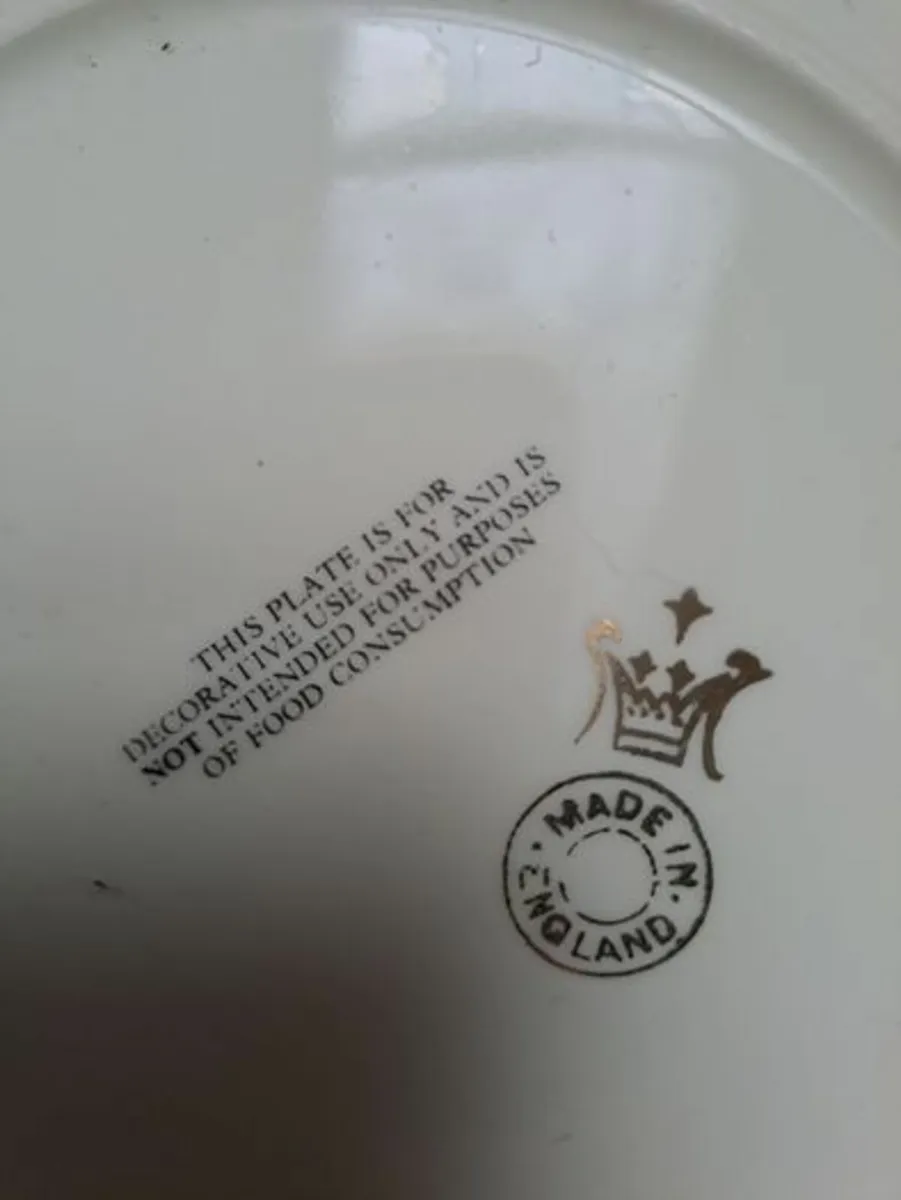 THIS PLATE IS FOR
DECORATIVE USE ONLY AND IS
NOT INTENDED FOR PURPOSES
OF FOOD CONSUMPTION
MADE IN
ENGLAND